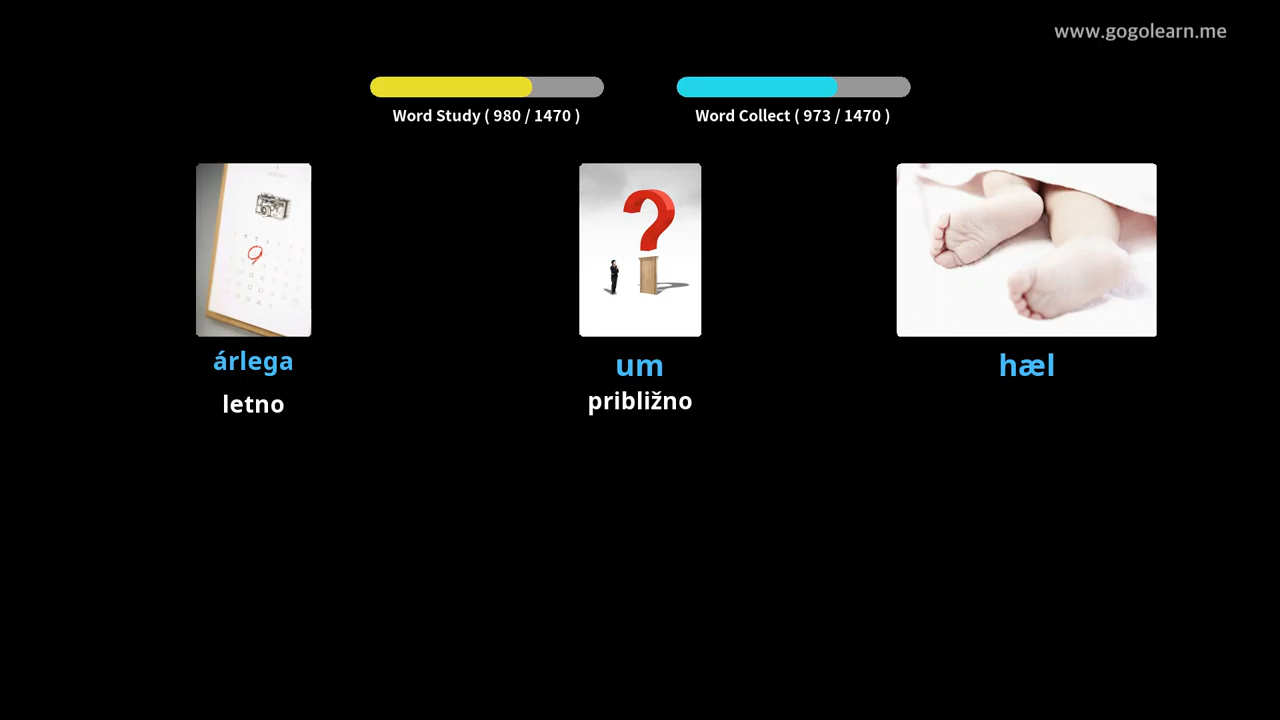 www.gogolearn.me
Word Study ( 980 / 1470 )
Word Collect ( 973 / 1470 )
árlega
um
hæl
letno
približno